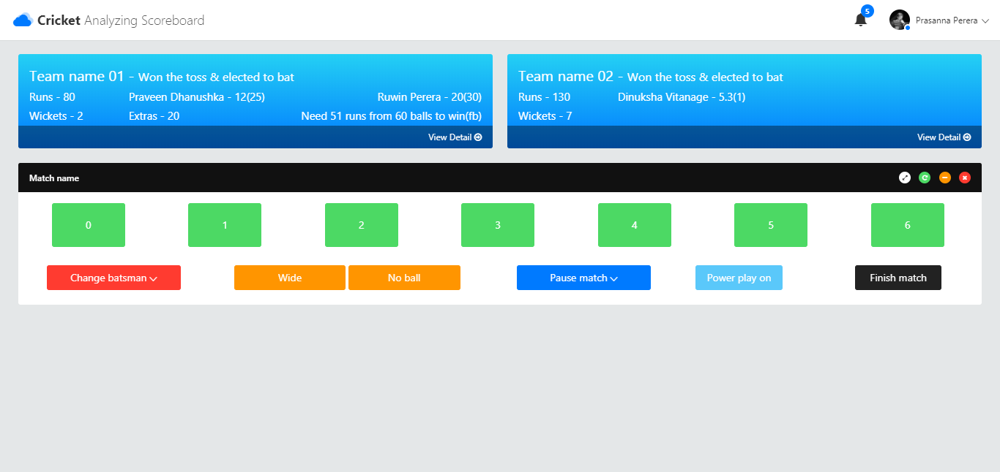 Cricket Analyzing Scoreboard
5
Prasanna Perera
Team name 01 - Won the toss & elected to bat
Runs - 80 Praveen Dhanushka - 12(25) Ruwin Perera - 20(30)
Wickets - 2 Extras - 20 Need 51 runs from 60 balls to win(fb)
View Detail
Team name 02 - Won the toss & elected to bat
Runs - 130 Dinuksha Vitanage - 5.3(1)
Wickets - 7
View Detail
Match name
0 1 2 3 4 5 6
Change batsman Wide No ball Pause match Power play on Finish match